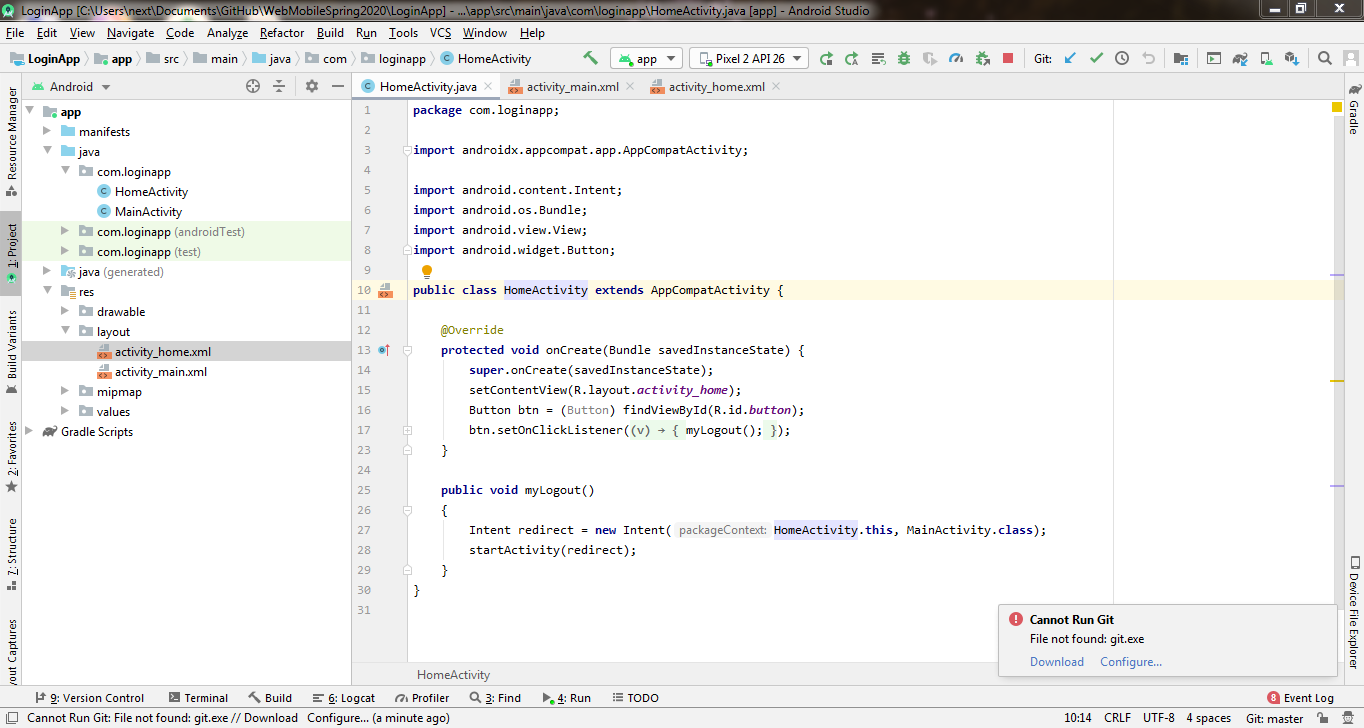 LoginApp [C:\Users\next\Documents\GitHub\WebMobileSpring2020\LoginApp] - ...\app\src\main\java\com\loginapp\HomeActivity.java [app] - Android Studio
File Edit View Navigate Code Analyze Refactor Build Run Tools VCS Window Help
LoginApp app src main java com loginapp HomeActivity app Pixel 2 API 26 Git:
Android
HomeActivity.java activity_main.xml activity_home.xml
Resource Manager
1: Project
Build Variants
2: Favorites
7: Structure
yout Captures
app
manifests
java
com.loginapp
HomeActivity
MainActivity
com.loginapp (androidTest)
com.loginapp (test)
java (generated)
res
drawable
layout
activity_home.xml
activity_main.xml
mipmap
values
Gradle Scripts
1 package com.loginapp;
2
3 import androidx.appcompat.app.AppCompatActivity;
4
5 import android.content.Intent;
6 import android.os.Bundle;
7 import android.view.View;
8 import android.widget.Button;
9
10 public class HomeActivity extends AppCompatActivity {
11
12 @Override
13 protected void onCreate(Bundle savedInstanceState) {
14 super.onCreate(savedInstanceState);
15 setContentView(R.layout.activity_home);
16 Button btn = (Button) findViewById(R.id.button);
17 btn.setOnClickListener((v) → { myLogout(); });
23 }
24
25 public void myLogout()
26 {
27 Intent redirect = new Intent( packageContext: HomeActivity.this, MainActivity.class);
28 startActivity(redirect);
29 }
30 }
31
Gradle
Device File Explorer
Cannot Run Git
File not found: git.exe
Download Configure...
HomeActivity
9: Version Control Terminal Build 6: Logcat Profiler 3: Find 4: Run TODO 8 Event Log
Cannot Run Git: File not found: git.exe // Download Configure... (a minute ago) 10:14 CRLF UTF-8 4 spaces Git: master